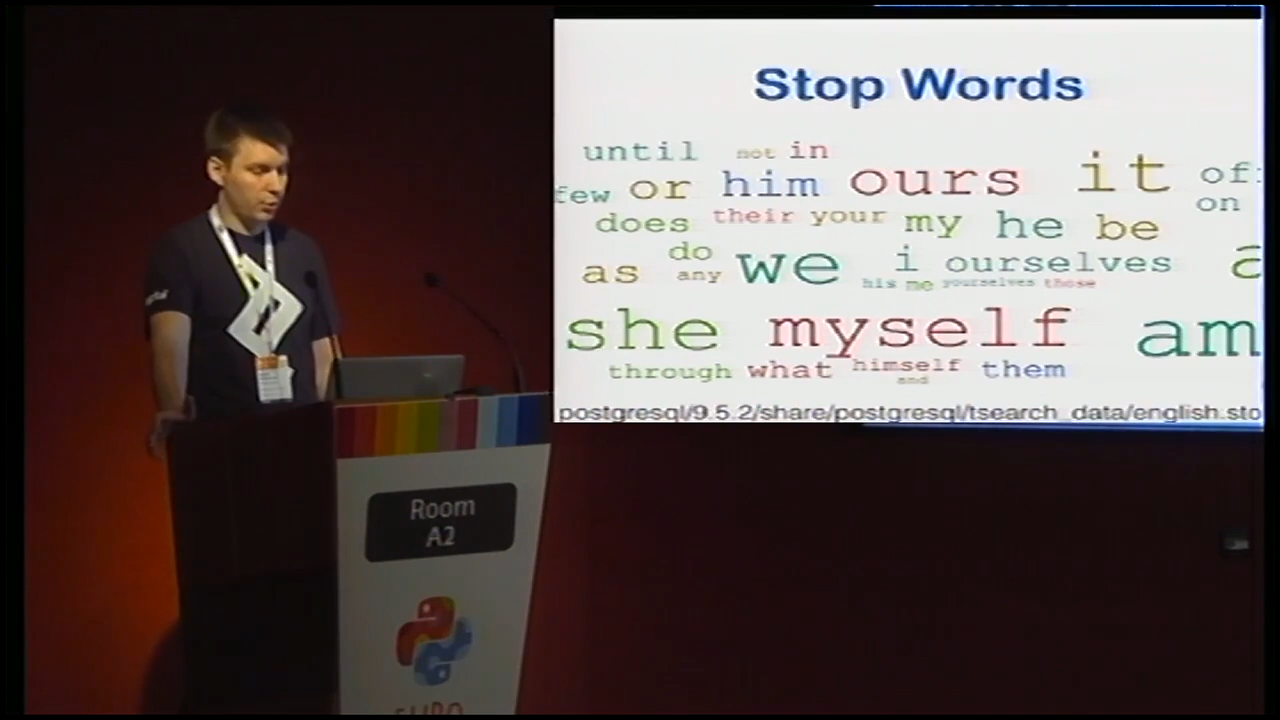 Stop Words
until not in
few or him ours it of
on
does their your my he be
do
as any we i ourselves a
his me yourselves those
she myself am
through what himself them
and
postgresql/9.5.2/share/postgresql/tsearch_data/english.sto
Room
A2
EURO